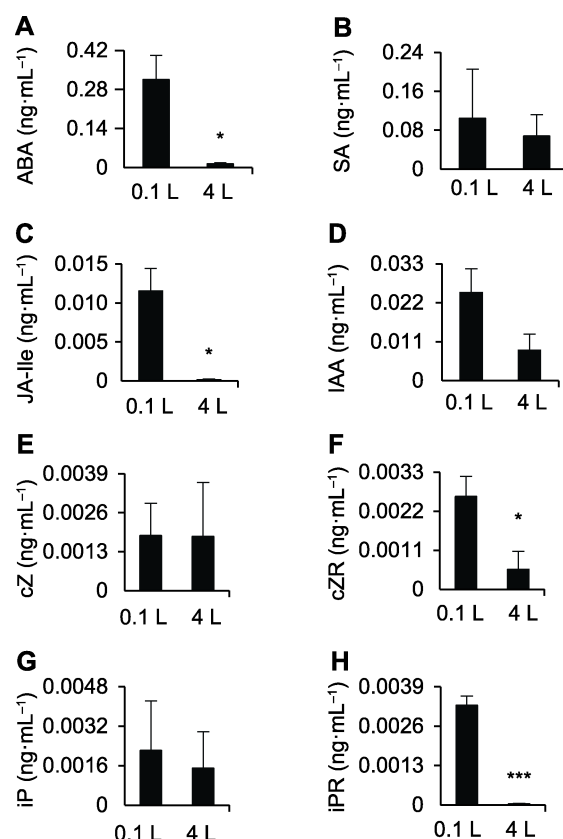 A
ABA (ng·mL⁻¹)
0.42
0.28
0.14
0
*
0.1 L 4 L
B
SA (ng·mL⁻¹)
0.24
0.16
0.08
0
0.1 L 4 L
C
JA-Ile (ng·mL⁻¹)
0.015
0.010
0.005
0
*
0.1 L 4 L
D
IAA (ng·mL⁻¹)
0.033
0.022
0.011
0
0.1 L 4 L
E
cZ (ng·mL⁻¹)
0.0039
0.0026
0.0013
0
0.1 L 4 L
F
cZR (ng·mL⁻¹)
0.0033
0.0022
0.0011
0
*
0.1 L 4 L
G
iP (ng·mL⁻¹)
0.0048
0.0032
0.0016
0
0.1 L 4 L
H
iPR (ng·mL⁻¹)
0.0039
0.0026
0.0013
0
***
0.1 L 4 L